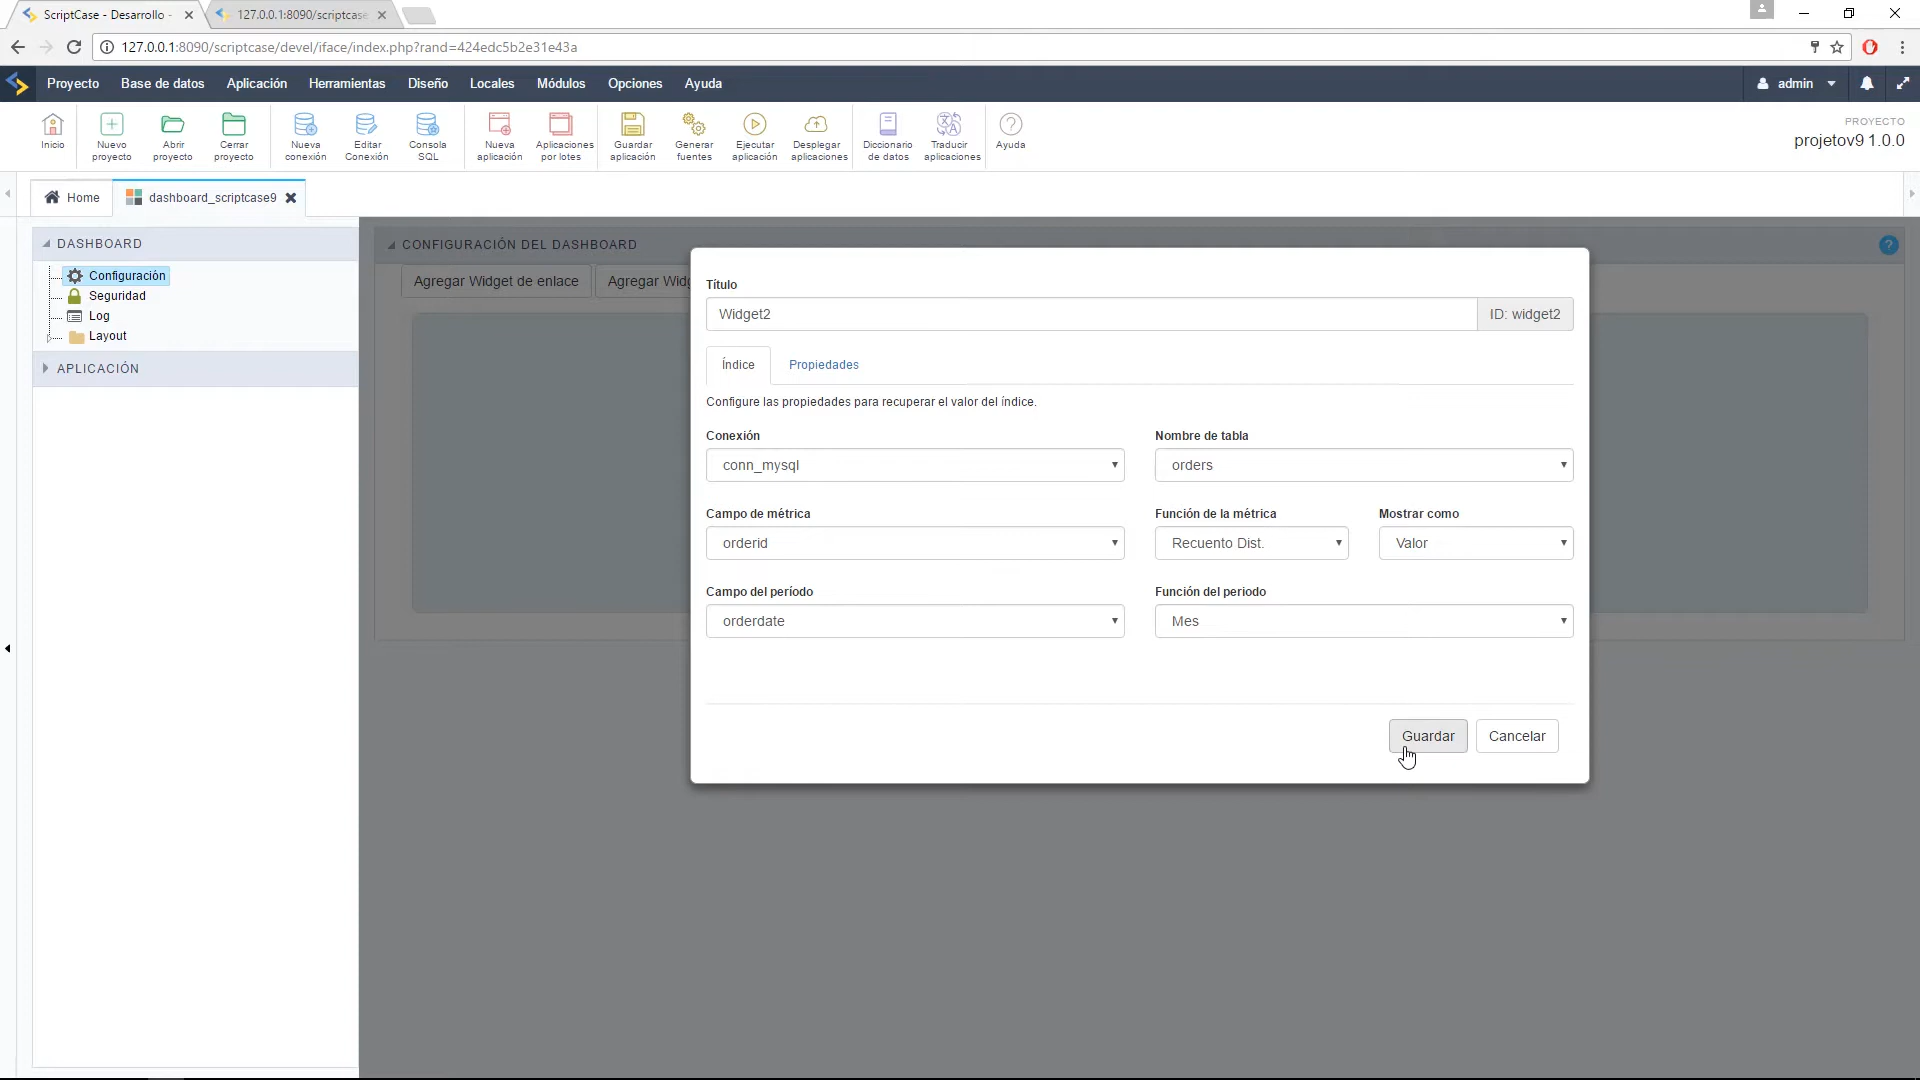 ScriptCase - Desarrollo -
127.0.0.1:8090/scriptcase
127.0.0.1:8090/scriptcase/devel/iface/index.php?rand=424edc5b2e31e43a
Proyecto Base de datos Aplicación Herramientas Diseño Locales Módulos Opciones Ayuda admin
Inicio
Nuevo proyecto
Abrir proyecto
Cerrar proyecto
Nueva conexión
Editar Conexión
Consola SQL
Nueva aplicación
Aplicaciones por lotes
Guardar aplicación
Generar fuentes
Ejecutar aplicación
Desplegar aplicaciones
Diccionario de datos
Traducir aplicaciones
Ayuda
PROYECTO
projetov9 1.0.0
Home
dashboard_scriptcase9
DASHBOARD
Configuración
Seguridad
Log
Layout
APLICACIÓN
CONFIGURACIÓN DEL DASHBOARD
Agregar Widget de enlace
Agregar Widg
Título
Widget2
ID: widget2
Índice
Propiedades
Configure las propiedades para recuperar el valor del índice.
Conexión
conn_mysql
Nombre de tabla
orders
Campo de métrica
orderid
Función de la métrica
Recuento Dist.
Mostrar como
Valor
Campo del período
orderdate
Función del periodo
Mes
Guardar
Cancelar